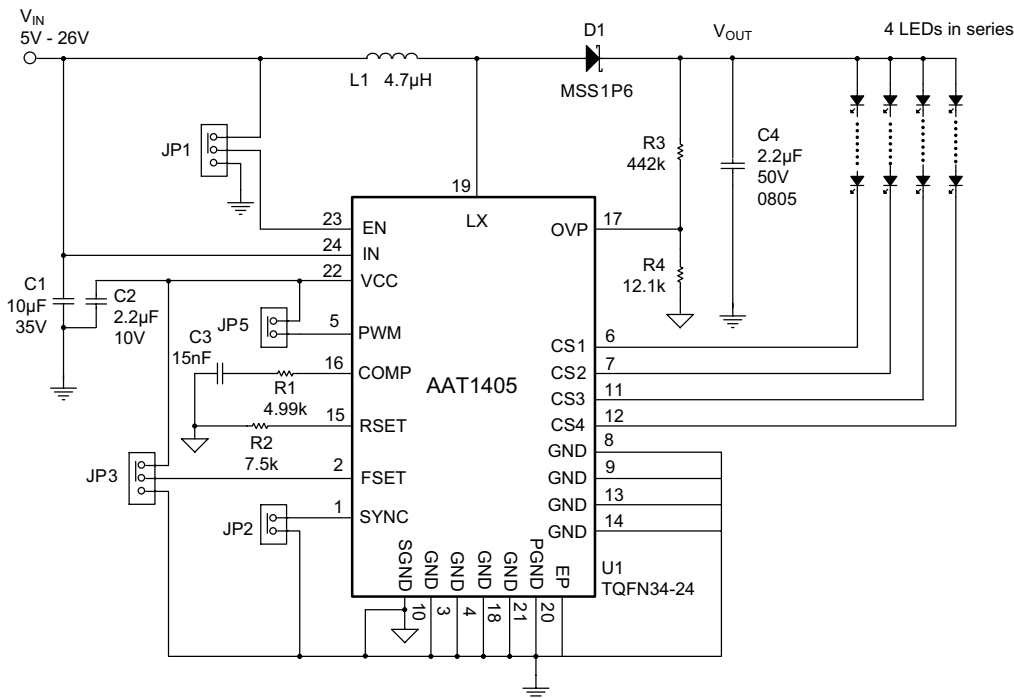 V_IN
5V - 26V
D1
V_OUT
4 LEDs in series
L1 4.7µH
MSS1P6
JP1
R3
442k
C4
2.2µF
50V
0805
19
LX
23
EN
OVP
17
24
IN
22
VCC
R4
12.1k
C1
10µF
35V
C2
2.2µF
10V
JP5
5
PWM
C3
15nF
CS1
6
16
COMP
CS2
7
R1
4.99k
AAT1405
CS3
11
15
RSET
CS4
12
R2
7.5k
GND
8
JP3
2
FSET
GND
9
1
SYNC
GND
13
JP2
GND
14
SGND
GND
GND
GND
GND
PGND
EP
U1
TQFN34-24
10
3
4
18
21
20